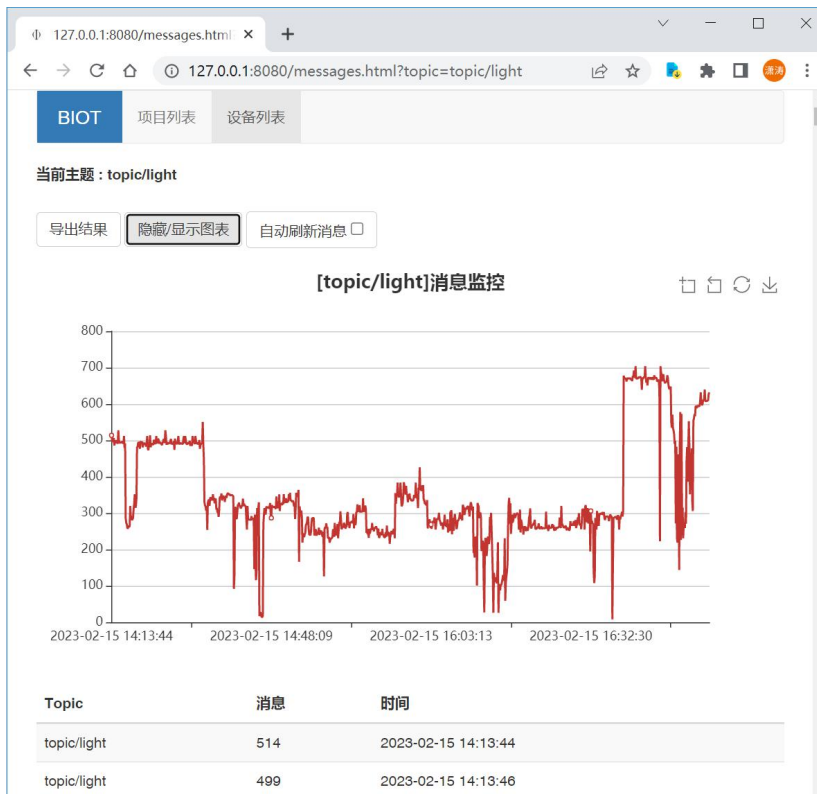 127.0.0.1:8080/messages.html
127.0.0.1:8080/messages.html?topic=topic/light
潇涛
BIOT 项目列表 设备列表
当前主题 : topic/light
导出结果 隐藏/显示图表 自动刷新消息
[topic/light]消息监控
800
700
600
500
400
300
200
100
0
2023-02-15 14:13:44 2023-02-15 14:48:09 2023-02-15 16:03:13 2023-02-15 16:32:30
Topic 消息 时间
topic/light 514 2023-02-15 14:13:44
topic/light 499 2023-02-15 14:13:46